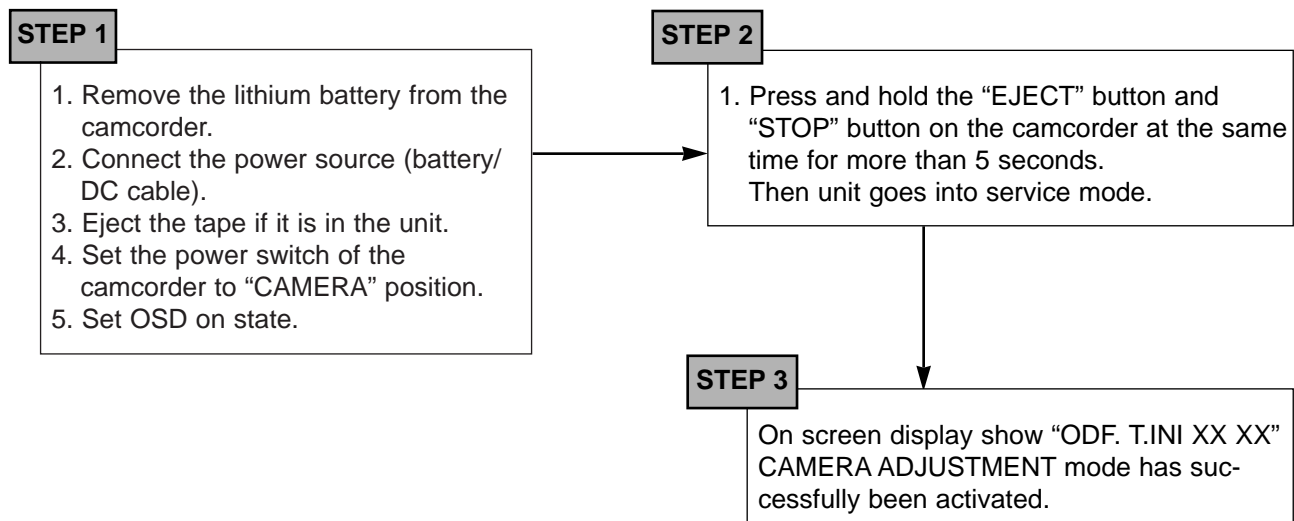 STEP 1
1. Remove the lithium battery from the
camcorder.
2. Connect the power source (battery/
DC cable).
3. Eject the tape if it is in the unit.
4. Set the power switch of the
camcorder to “CAMERA” position.
5. Set OSD on state.
STEP 2
1. Press and hold the “EJECT” button and
“STOP” button on the camcorder at the same
time for more than 5 seconds.
Then unit goes into service mode.
STEP 3
On screen display show “ODF. T.INI XX XX”
CAMERA ADJUSTMENT mode has suc-
cessfully been activated.